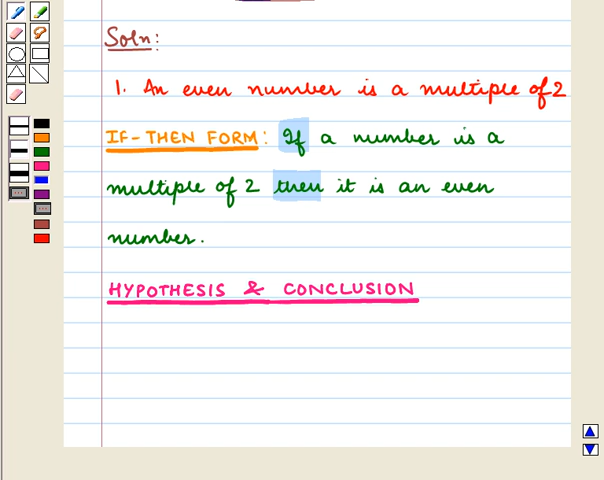 Soln:
1. An even number is a multiple of 2
IF-THEN FORM: If a number is a
multiple of 2 then it is an even
number.
HYPOTHESIS & CONCLUSION